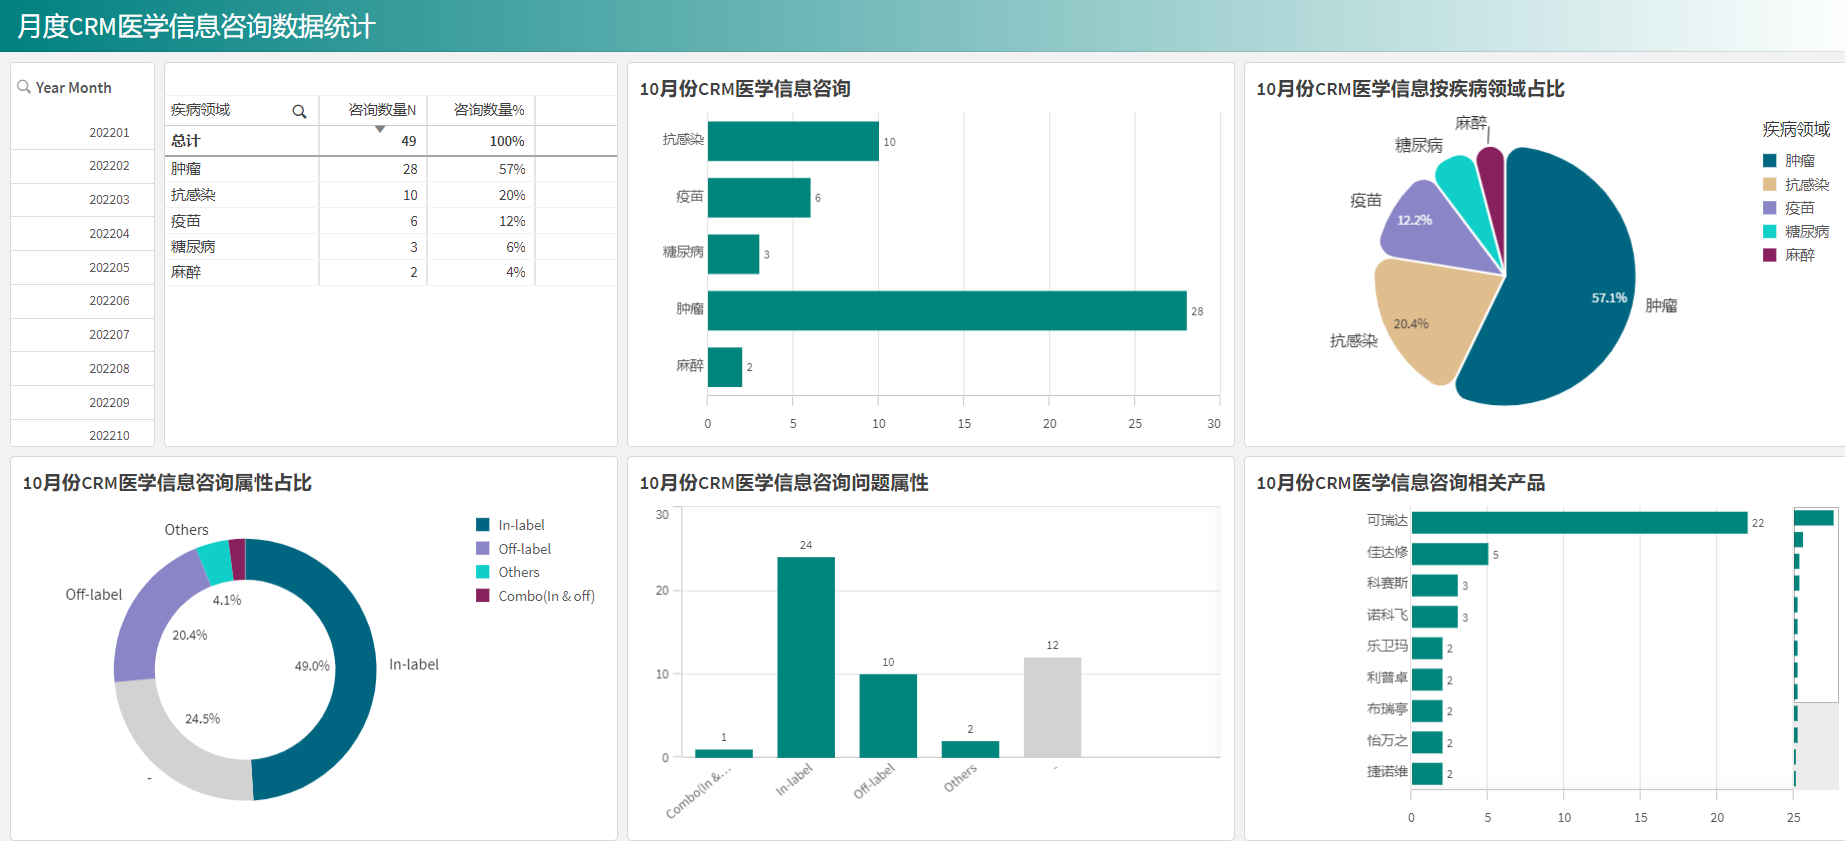 月度CRM医学信息咨询数据统计
Year Month
202201
202202
202203
202204
202205
202206
202207
202208
202209
202210
疾病领域 咨询数量N 咨询数量%
总计 49 100%
肿瘤 28 57%
抗感染 10 20%
疫苗 6 12%
糖尿病 3 6%
麻醉 2 4%
10月份CRM医学信息咨询
抗感染 10
疫苗 6
糖尿病 3
肿瘤 28
麻醉 2
0 5 10 15 20 25 30
10月份CRM医学信息按疾病领域占比
麻醉
糖尿病
疫苗
12.2%
57.1%
肿瘤
20.4%
抗感染
疾病领域
肿瘤
抗感染
疫苗
糖尿病
麻醉
10月份CRM医学信息咨询属性占比
Others
Off-label
4.1%
20.4%
49.0%
In-label
24.5%
-
In-label
Off-label
Others
Combo(In & off)
10月份CRM医学信息咨询问题属性
30
20
10
0
1
24
10
2
12
Combo(In &...
In-label
Off-label
Others
-
10月份CRM医学信息咨询相关产品
可瑞达 22
佳达修 5
科赛斯 3
诺科飞 3
乐卫玛 2
利普卓 2
布瑞亭 2
怡万之 2
捷诺维 2
0 5 10 15 20 25